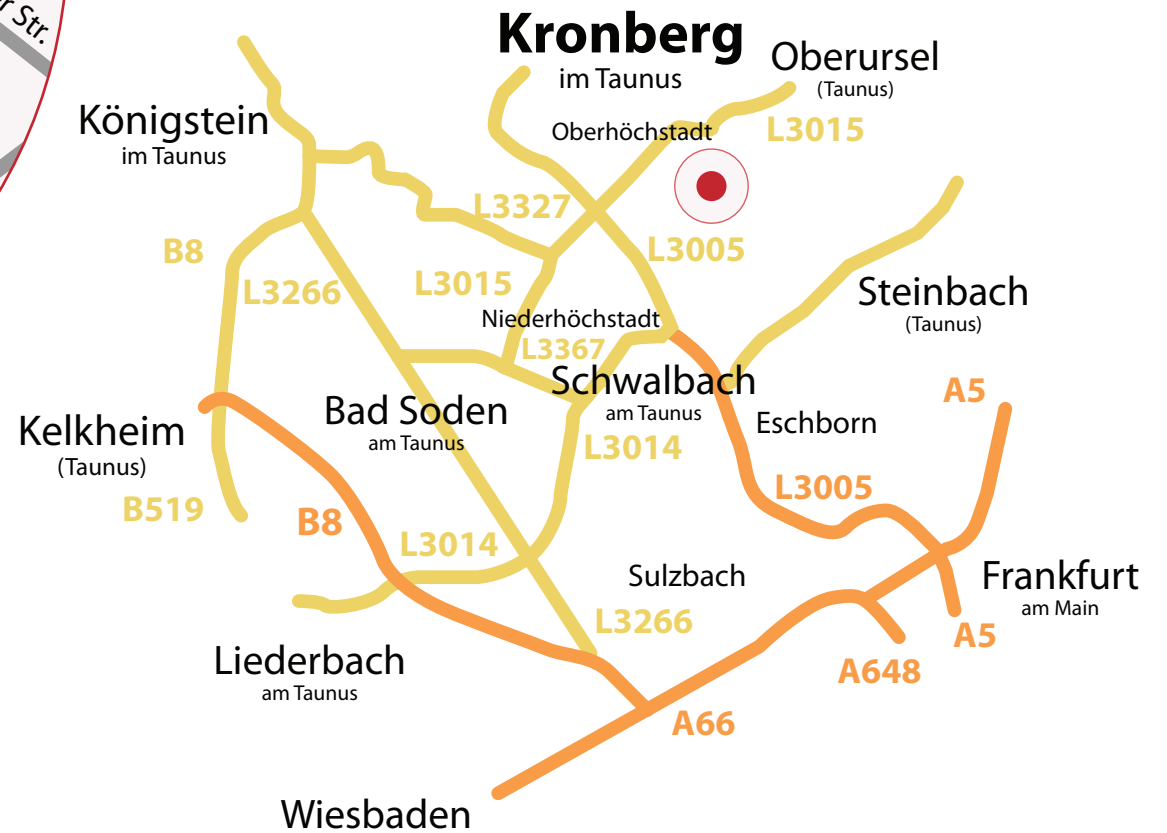 r Str.
Kronberg
im Taunus
Oberursel
(Taunus)
Königstein
im Taunus
Oberhöchstadt
L3015
L3327
B8
L3005
L3266
L3015
Steinbach
(Taunus)
Niederhöchstadt
L3367
Schwalbach
am Taunus
A5
Bad Soden
am Taunus
Eschborn
Kelkheim
(Taunus)
L3014
L3005
B519
B8
L3014
Sulzbach
Frankfurt
am Main
L3266
A5
Liederbach
am Taunus
A648
A66
Wiesbaden